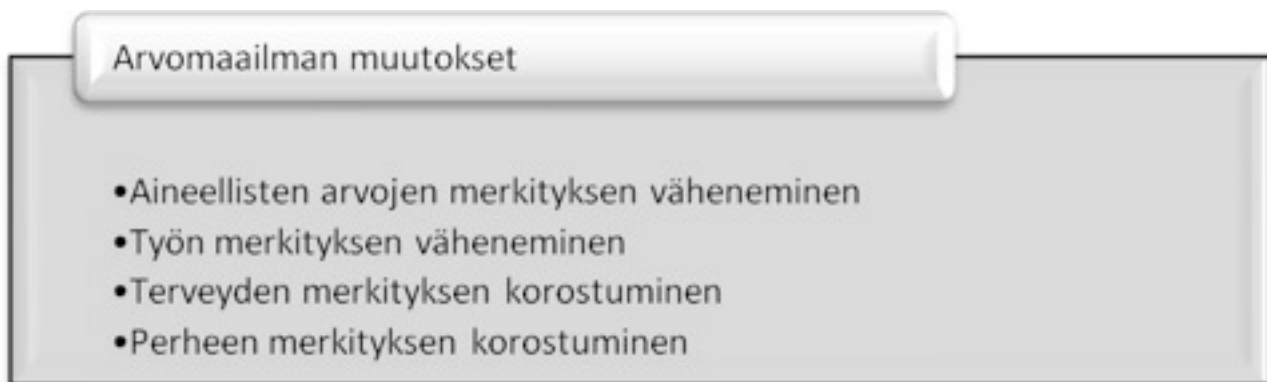 Arvomaailman muutokset
•Aineellisten arvojen merkityksen väheneminen
•Työn merkityksen väheneminen
•Terveyden merkityksen korostuminen
•Perheen merkityksen korostuminen